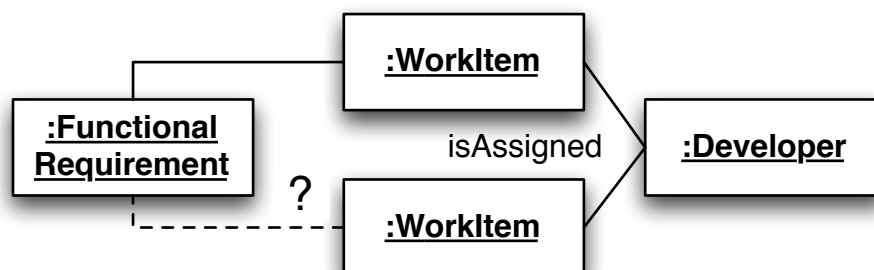 :WorkItem
:Functional
Requirement
isAssigned
:Developer
?
:WorkItem